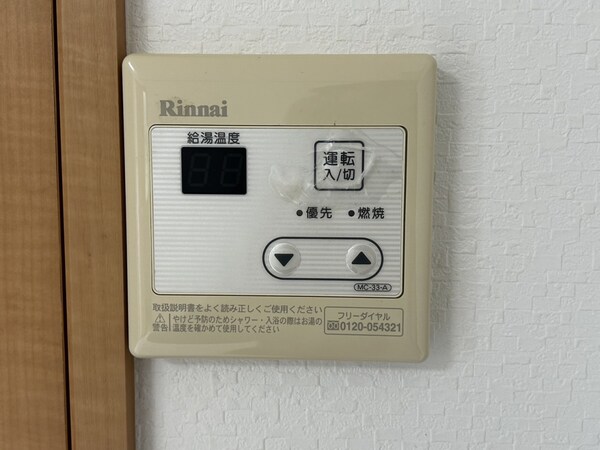 Rinnai
給湯温度
運転
入/切
優先 燃焼
MC-33-A
取扱説明書をよく読み正しくご使用ください
警告 やけど予防のためシャワー・入浴の際はお湯の
温度を確かめて使用してください
フリーダイヤル
0120-054321